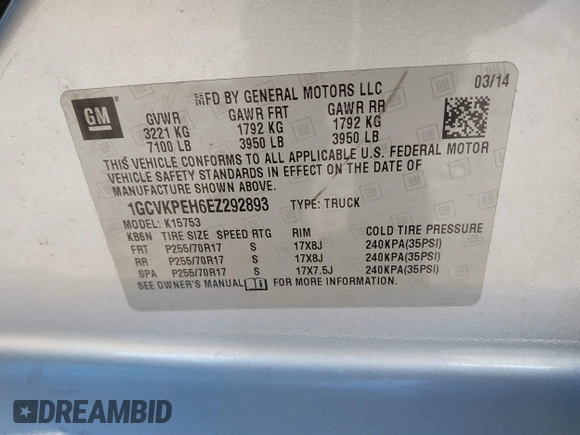 GM
MFD BY GENERAL MOTORS LLC
03/14
GVWR GAWR FRT GAWR RR
3221 KG 1792 KG 1792 KG
7100 LB 3950 LB 3950 LB
THIS VEHICLE CONFORMS TO ALL APPLICABLE U.S. FEDERAL MOTOR
VEHICLE SAFETY STANDARDS IN EFFECT ON THE DATE OF
MANUFACTURE SHOWN ABOVE.
1GCVKPEH6EZ292893 TYPE: TRUCK
MODEL: K15753
KB6N TIRE SIZE SPEED RTG RIM COLD TIRE PRESSURE
FRT P255/70R17 S 17X8J 240KPA(35PSI)
RR P255/70R17 S 17X8J 240KPA(35PSI)
SPA P255/70R17 S 17X7.5J 240KPA(35PSI)
SEE OWNER'S MANUAL FOR MORE INFORMATION.
DREAMBID